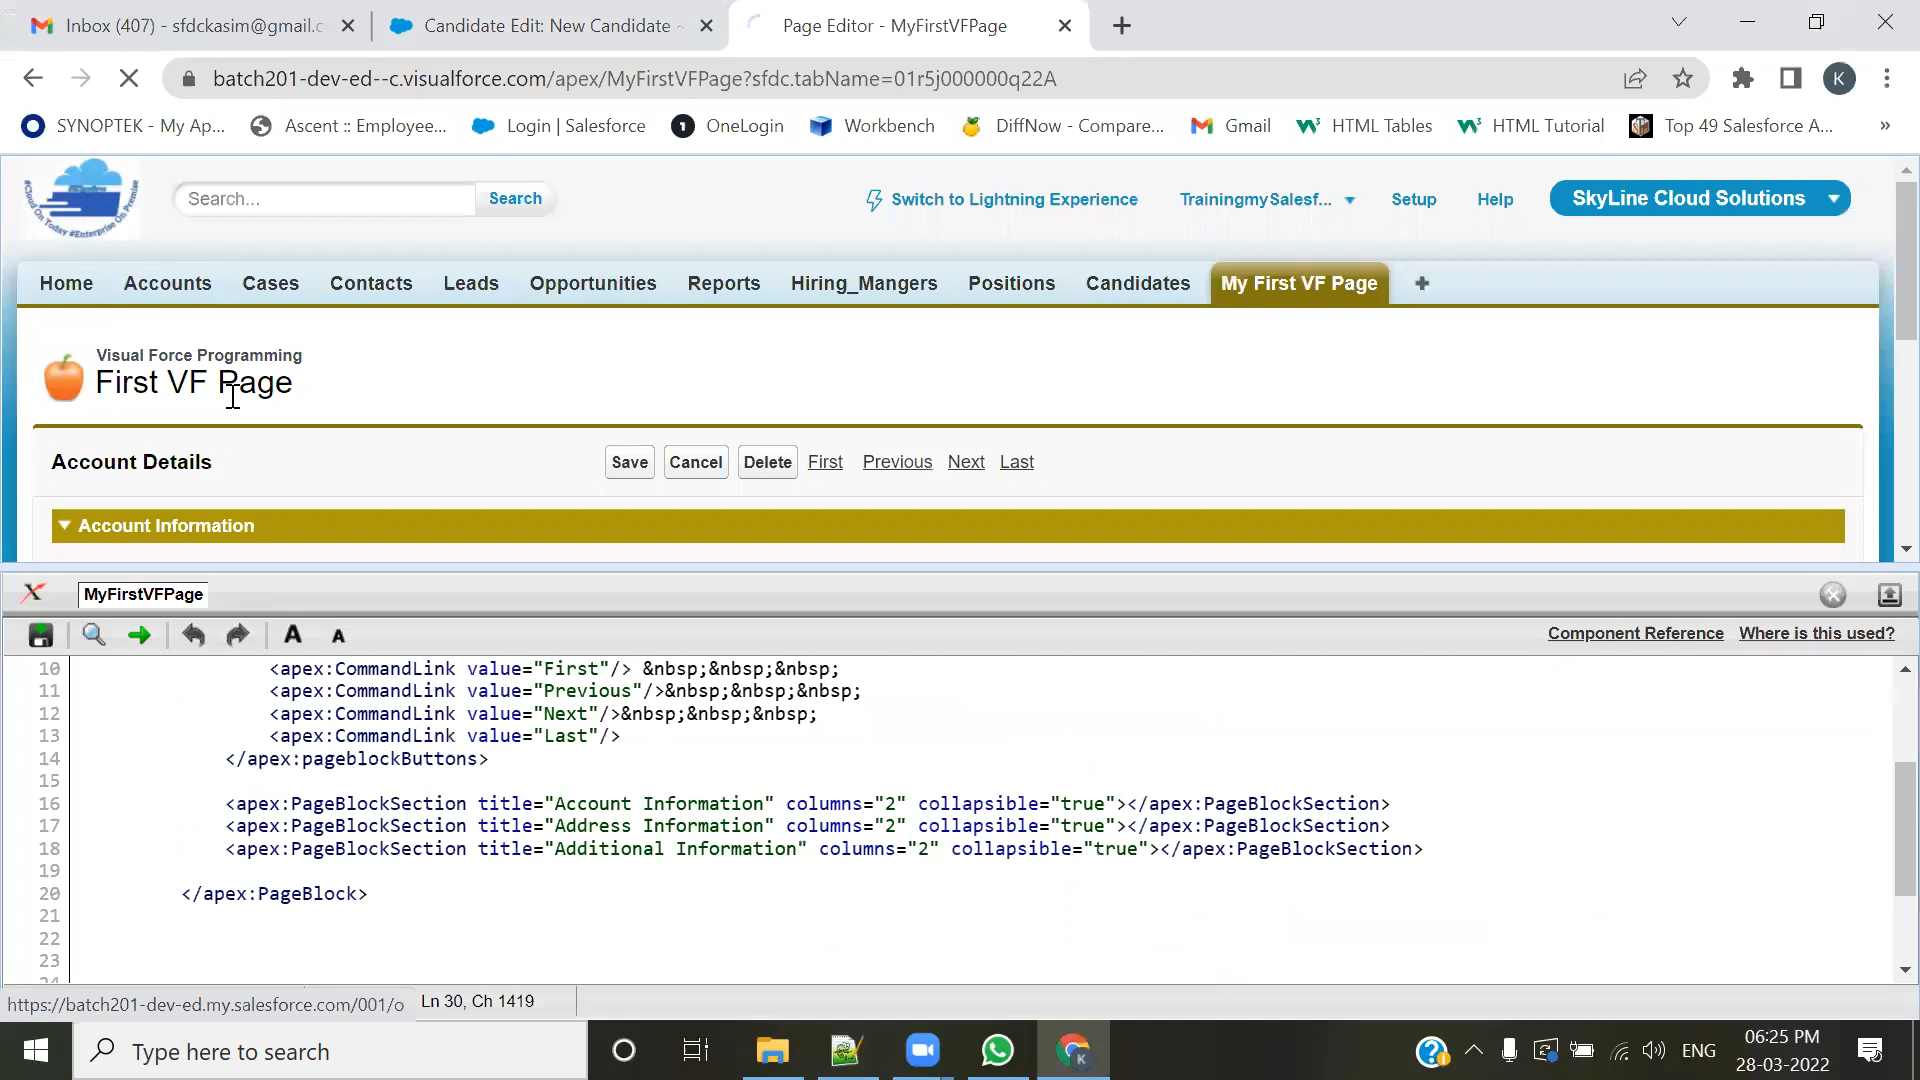 Inbox (407) - sfdckasim@gmail.c
Candidate Edit: New Candidate ~
Page Editor - MyFirstVFPage
batch201-dev-ed--c.visualforce.com/apex/MyFirstVFPage?sfdc.tabName=01r5j000000q22A
K
SYNOPTEK - My Ap...
Ascent :: Employee...
Login | Salesforce
OneLogin
Workbench
DiffNow - Compare...
Gmail
HTML Tables
HTML Tutorial
Top 49 Salesforce A...
»
Search...
Search
Switch to Lightning Experience
TrainingmySalesf...
Setup
Help
SkyLine Cloud Solutions
Home
Accounts
Cases
Contacts
Leads
Opportunities
Reports
Hiring_Mangers
Positions
Candidates
My First VF Page
Visual Force Programming
First VF Page
Account Details
Save
Cancel
Delete
First
Previous
Next
Last
Account Information
MyFirstVFPage
A
A
Component Reference
Where is this used?
10 <apex:CommandLink value="First"/> &nbsp;&nbsp;&nbsp;
11 <apex:CommandLink value="Previous"/>&nbsp;&nbsp;&nbsp;
12 <apex:CommandLink value="Next"/>&nbsp;&nbsp;&nbsp;
13 <apex:CommandLink value="Last"/>
14 </apex:pageblockButtons>
15
16 <apex:PageBlockSection title="Account Information" columns="2" collapsible="true"></apex:PageBlockSection>
17 <apex:PageBlockSection title="Address Information" columns="2" collapsible="true"></apex:PageBlockSection>
18 <apex:PageBlockSection title="Additional Information" columns="2" collapsible="true"></apex:PageBlockSection>
19
20 </apex:PageBlock>
21
22
23
https://batch201-dev-ed.my.salesforce.com/001/o
Ln 30, Ch 1419
Type here to search
ENG
06:25 PM
28-03-2022